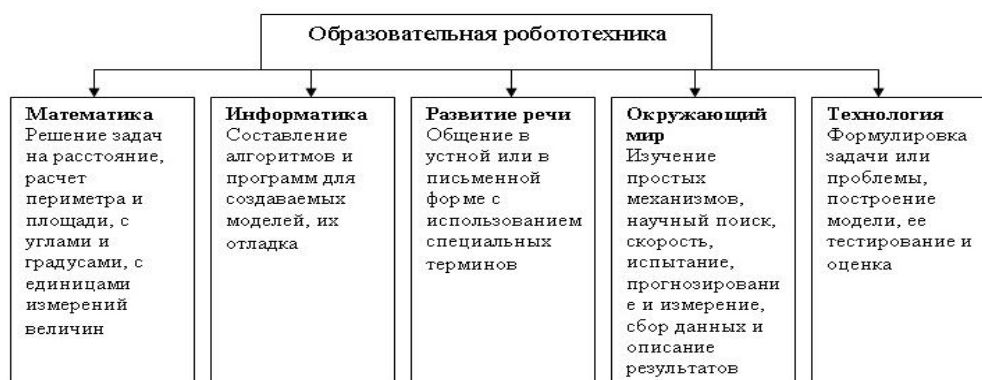 Образовательная робототехника
Математика
Решение задач
на расстояние,
расчет
периметра и
площади, с
углами и
градусами, с
единицами
измерений
величин
Информатика
Составление
алгоритмов и
программ для
создаваемых
моделей, их
отладка
Развитие речи
Общение в
устной или в
письменной
форме с
использованием
специальных
терминов
Окружающий
мир
Изучение
простых
механизмов,
научный поиск,
скорость,
испытание,
прогнозировани
е и измерение,
сбор данных и
описание
результатов
Технология
Формулировка
задачи или
проблемы,
построение
модели, ее
тестирование и
оценка